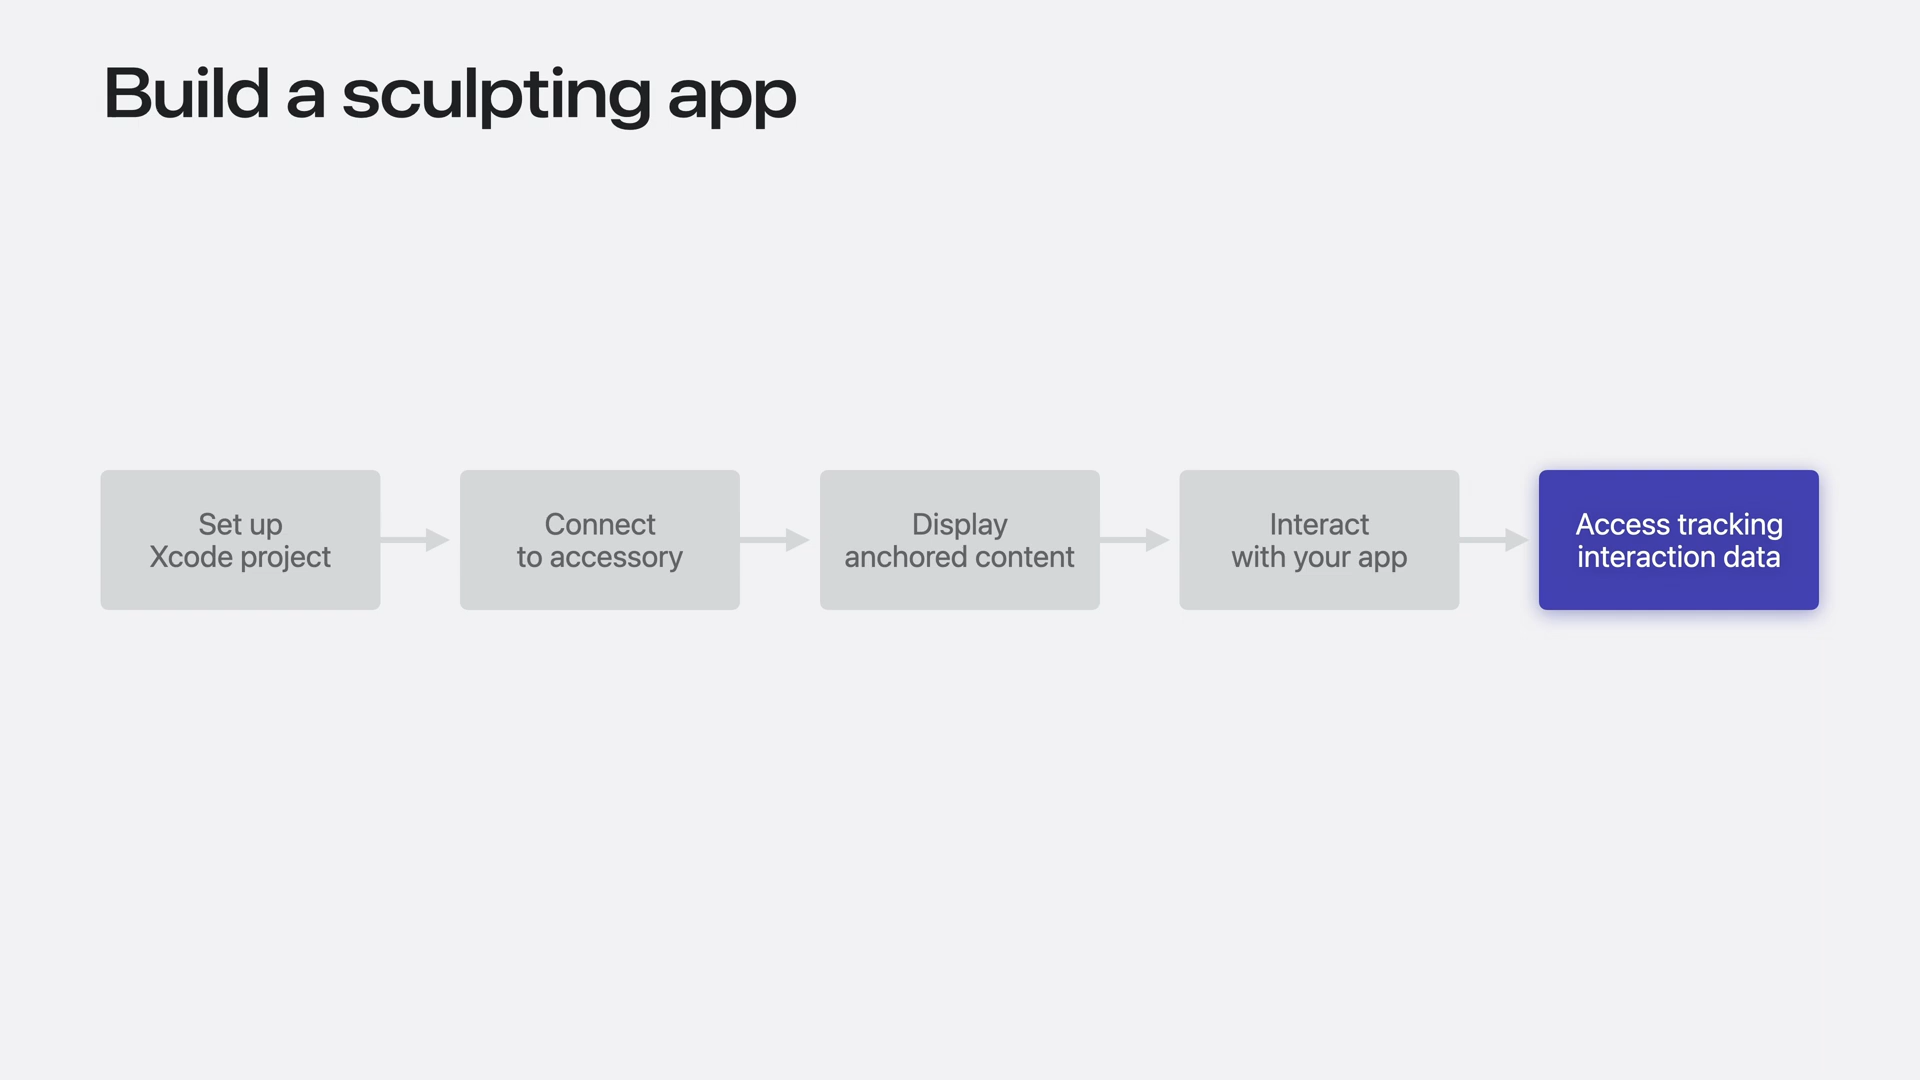 Build a sculpting app
Set up
Xcode project
Connect
to accessory
Display
anchored content
Interact
with your app
Access tracking
interaction data